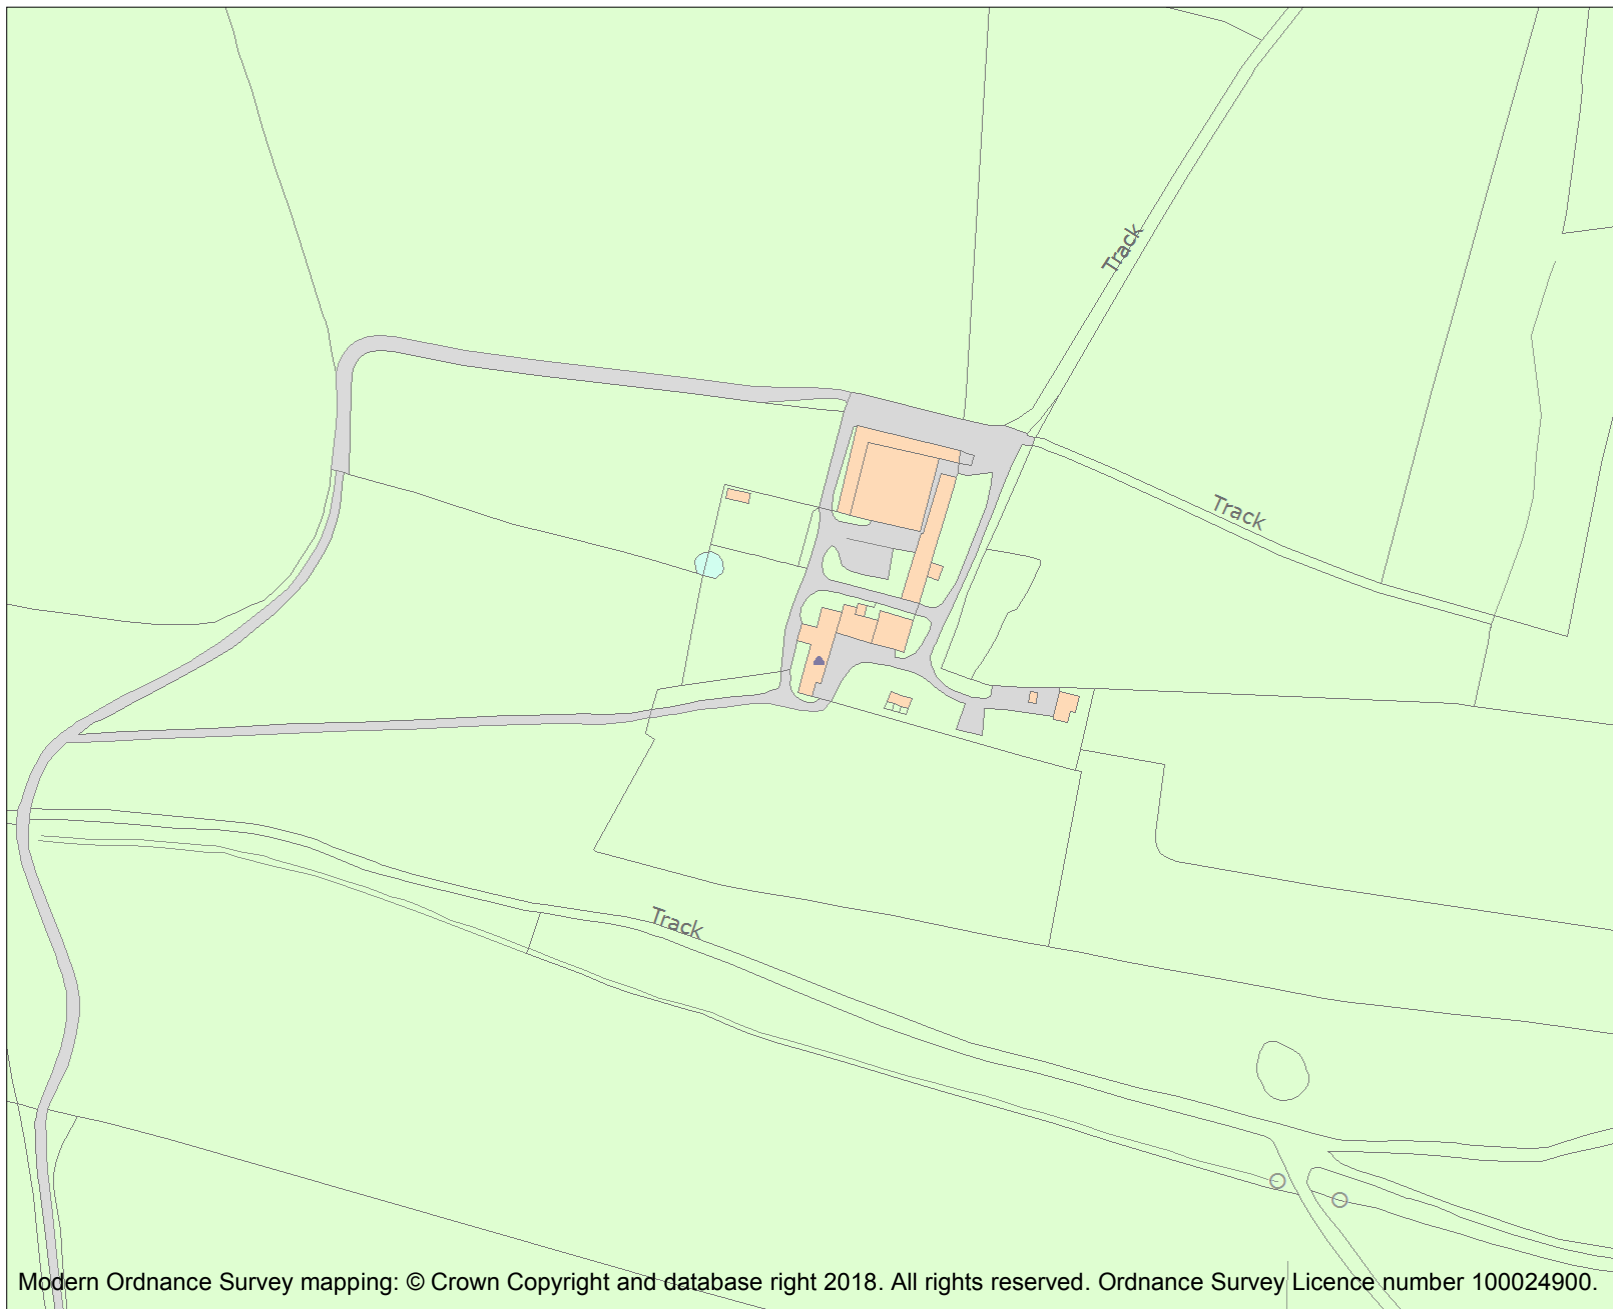 Track
Track
Track
Modern Ordnance Survey mapping: © Crown Copyright and database right 2018. All rights reserved. Ordnance Survey Licence number 100024900.